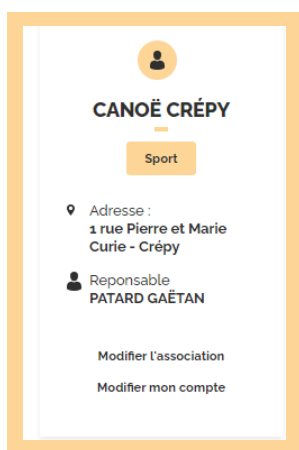 CANOË CRÉPY
Sport
Adresse :
1 rue Pierre et Marie
Curie - Crépy
Reponsable
PATARD GAËTAN
Modifier l'association
Modifier mon compte